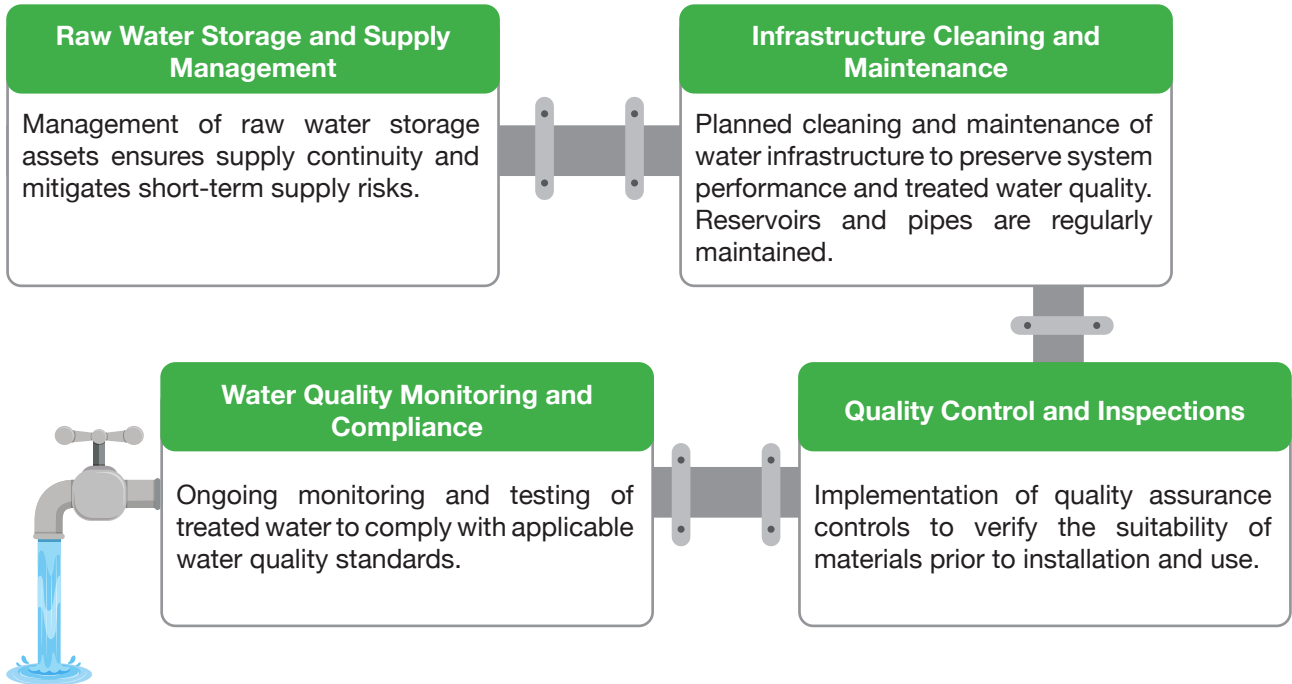 Raw Water Storage and Supply
Management
Management of raw water storage
assets ensures supply continuity and
mitigates short-term supply risks.
Infrastructure Cleaning and
Maintenance
Planned cleaning and maintenance of
water infrastructure to preserve system
performance and treated water quality.
Reservoirs and pipes are regularly
maintained.
Quality Control and Inspections
Implementation of quality assurance
controls to verify the suitability of
materials prior to installation and use.
Water Quality Monitoring and
Compliance
Ongoing monitoring and testing of
treated water to comply with applicable
water quality standards.